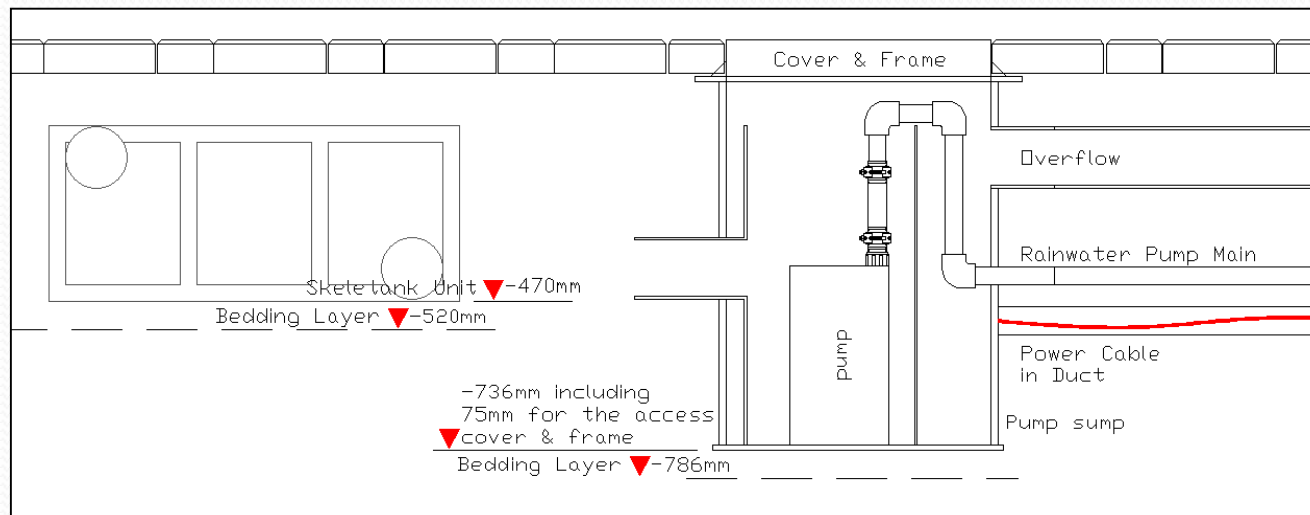 Cover & Frame
Overflow
Skeletank Unit -470mm
Bedding Layer -520mm
Rainwater Pump Main
pump
Power Cable
in Duct
-736mm including
75mm for the access
cover & frame
Pump sump
Bedding Layer -786mm